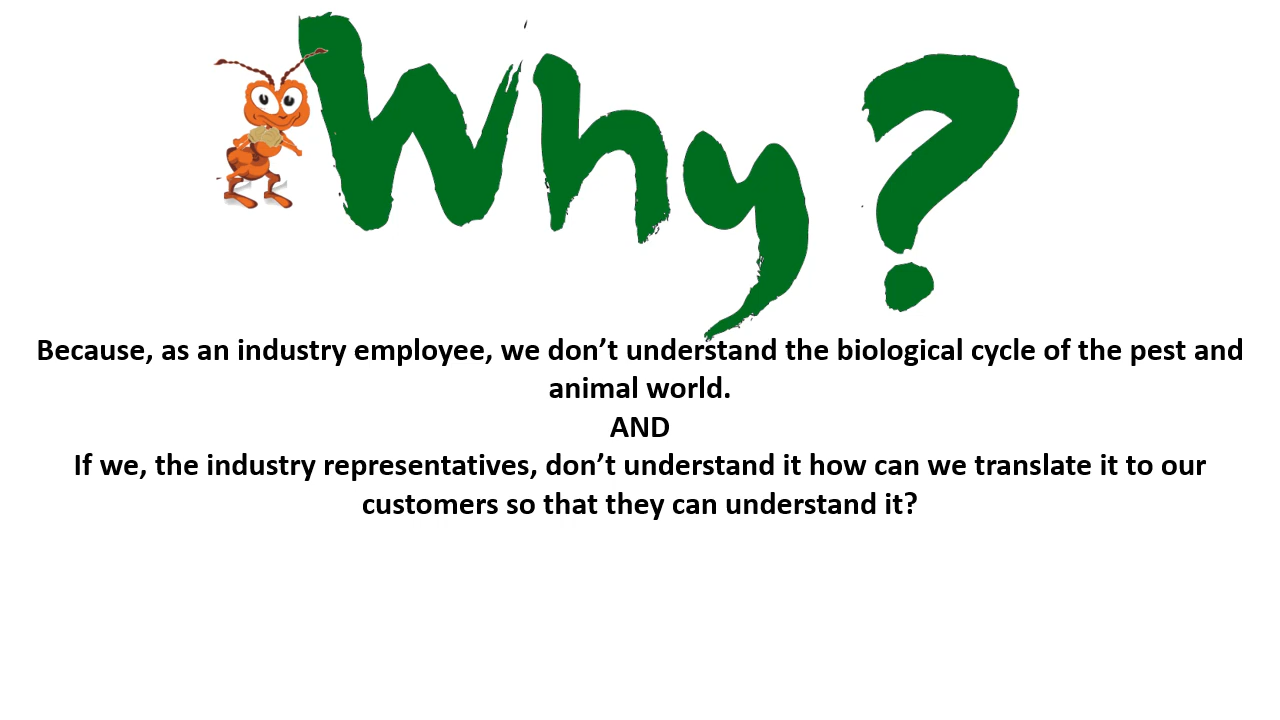 Why?
Because, as an industry employee, we don’t understand the biological cycle of the pest and
animal world.
AND
If we, the industry representatives, don’t understand it how can we translate it to our
customers so that they can understand it?